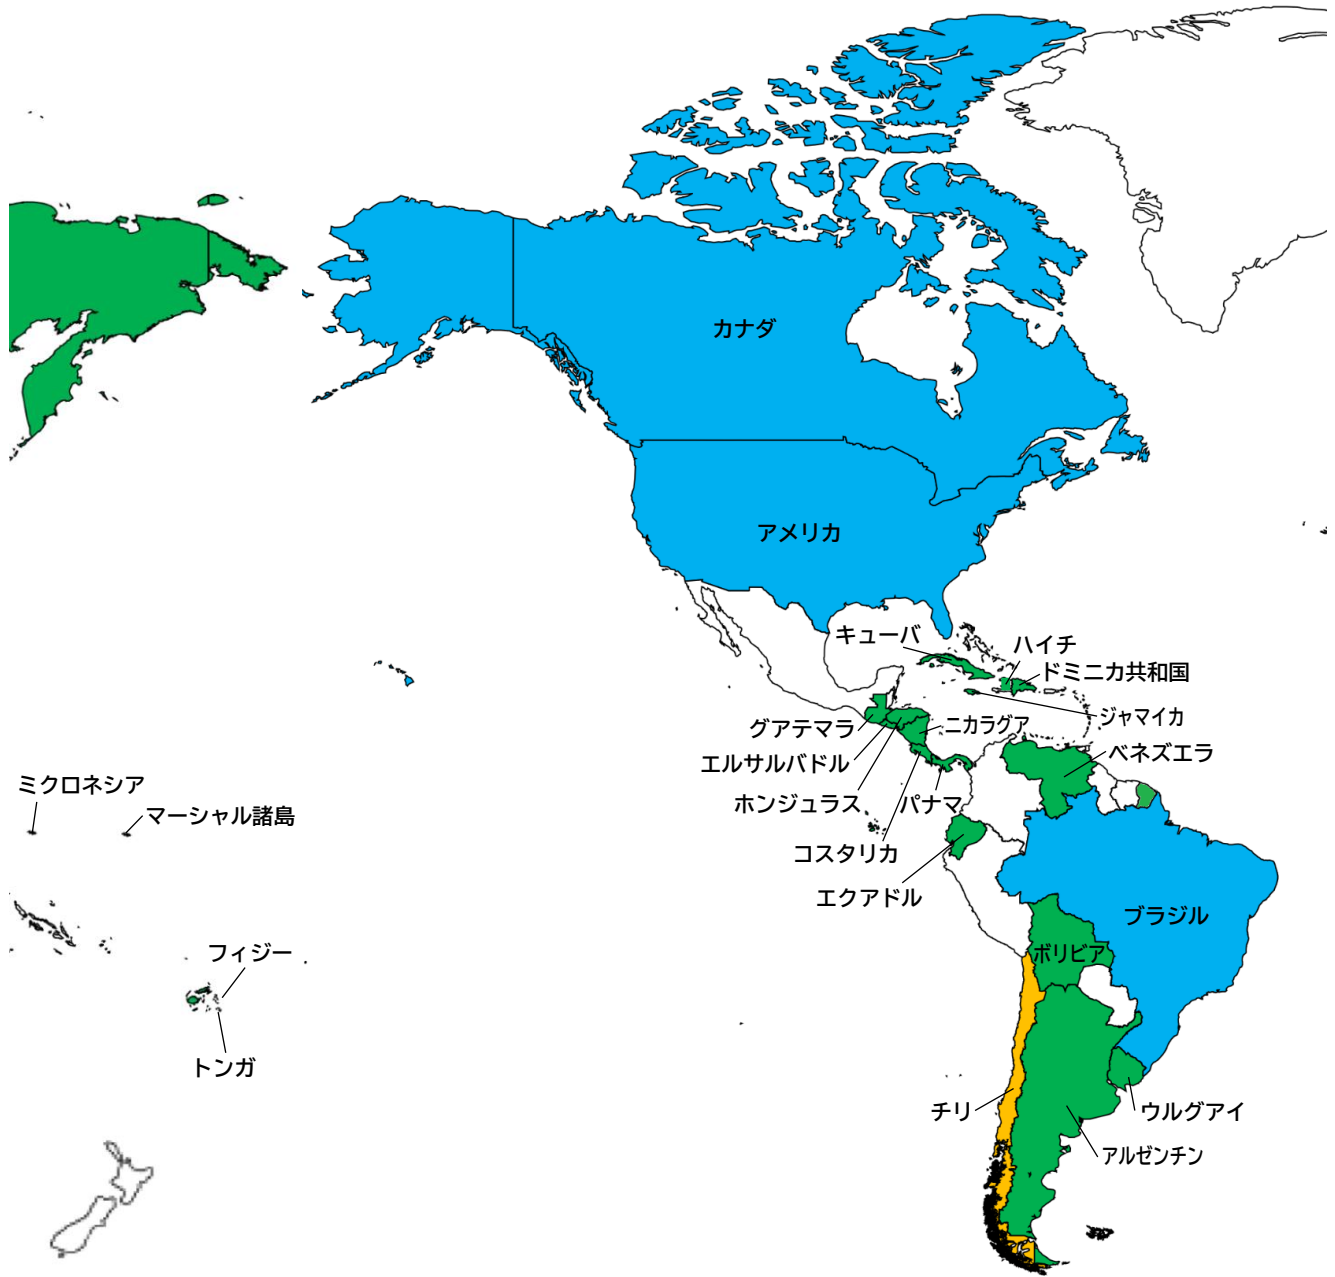 カナダ
アメリカ
キューバ
ハイチ
ドミニカ共和国
ジャマイカ
グアテマラ
ニカラグア
エルサルバドル
ベネズエラ
ホンジュラス
パナマ
ミクロネシア
マーシャル諸島
コスタリカ
エクアドル
ブラジル
フィジー
ボリビア
トンガ
チリ
ウルグアイ
アルゼンチン